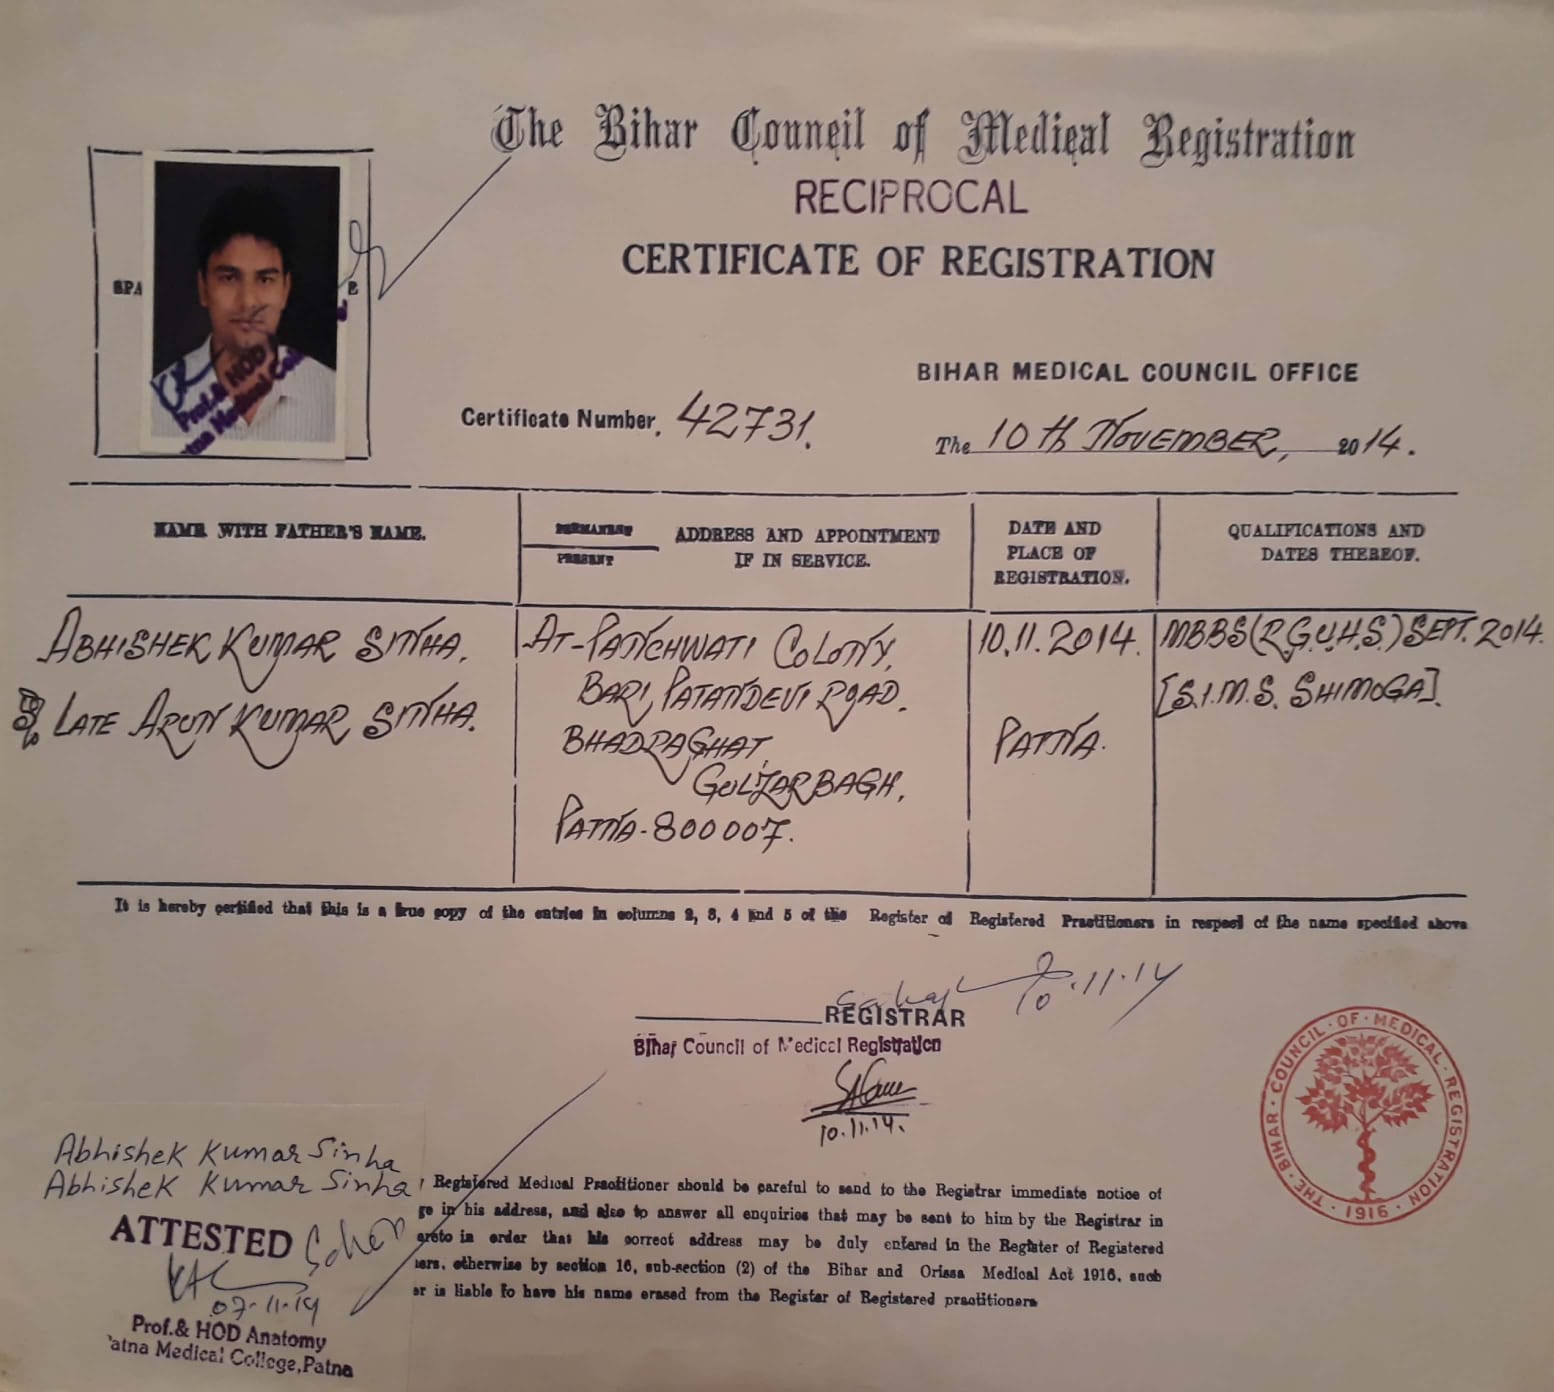 The Bihar Council of Medical Registration
RECIPROCAL
CERTIFICATE OF REGISTRATION
SPA
E
Prof.& HOD
BIHAR MEDICAL COUNCIL OFFICE
Certificate Number. 42731.
The 10th NOVEMBER, 2014.
NAME WITH FATHER'S NAME.
PERMANENT
PRESENT
ADDRESS AND APPOINTMENT
IF IN SERVICE.
DATE AND
PLACE OF
REGISTRATION.
QUALIFICATIONS AND
DATES THEREOF.
ABHISHEK KUMAR SINHA.
LATE ARUN KUMAR SINHA.
AT-PANCHWATI COLONY,
BARI PATANDEVI ROAD.
BHADRAGHAT,
GULZARBAGH,
PATNA-800007.
10.11.2014.
PATNA.
MBBS(R.G.U.H.S.)SEPT. 2014.
[S.I.M.S. SHIMOGA].
It is hereby certified that this is a true copy of the entries in columns 2, 3, 4 and 5 of the Register of Registered Practitioners in respect of the name specified above
10.11.14
REGISTRAR
Bihar Council of Medical Registration
10.11.14.
THE · BIHAR · COUNCIL · OF · MEDICAL · REGISTRATION
· 1916 ·
Abhishek Kumar Sinha
Abhishek Kumar Sinha
ATTESTED
07-11-14
Prof.& HOD Anatomy
atna Medical College,Patna
Registered Medical Practitioner should be careful to send to the Registrar immediate notice of
ge in his address, and also to answer all enquiries that may be sent to him by the Registrar in
areto in order that his correct address may be duly entered in the Register of Registered
ners, otherwise by section 16, sub-section (2) of the Bihar and Orissa Medical Act 1916, such
er is liable to have his name erased from the Register of Registered practitioners